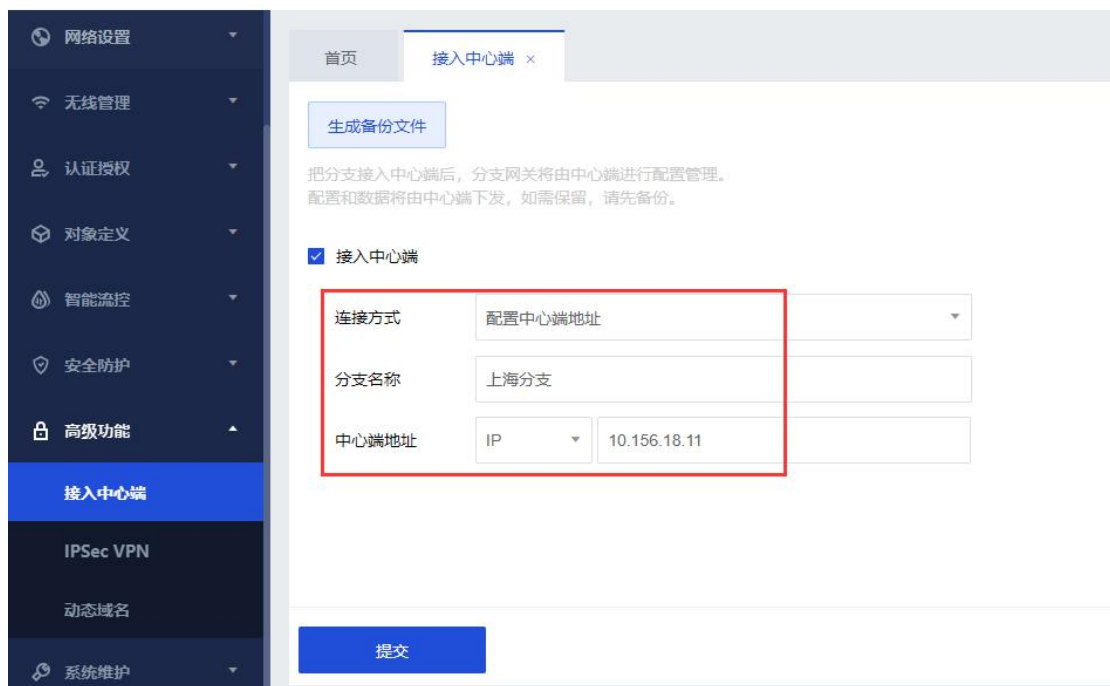 网络设置
无线管理
认证授权
对象定义
智能流控
安全防护
高级功能
接入中心端
IPSec VPN
动态域名
系统维护
首页
接入中心端 ×
生成备份文件
把分支接入中心端后，分支网关将由中心端进行配置管理。
配置和数据将由中心端下发，如需保留，请先备份。
接入中心端
连接方式 配置中心端地址
分支名称 上海分支
中心端地址 IP 10.156.18.11
提交